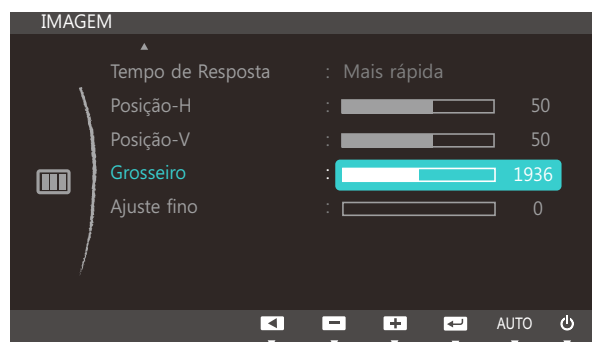 IMAGEM
Tempo de Resposta : Mais rápida
Posição-H : 50
Posição-V : 50
Grosseiro : 1936
Ajuste fino : 0
AUTO